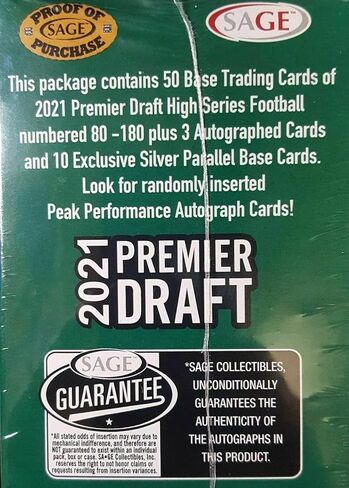 PROOF OF
SAGE
PURCHASE
SAGE
This package contains 50 Base Trading Cards of
2021 Premier Draft High Series Football
numbered 80 -180 plus 3 Autographed Cards
and 10 Exclusive Silver Parallel Base Cards.
Look for randomly inserted
Peak Performance Autograph Cards!
2021 PREMIER
DRAFT
SAGE
GUARANTEE
*All stated odds of insertion may vary due to
mechanical indifference, and therefore are
NOT guaranteed to exist within an individual
pack, box or case. SA•GE Collectibles, Inc.
reserves the right to not honor claims or
requests resulting from insertion variances.
*SAGE COLLECTIBLES,
UNCONDITIONALLY
GUARANTEES THE
AUTHENTICITY OF
THE AUTOGRAPHS IN
THIS PRODUCT.